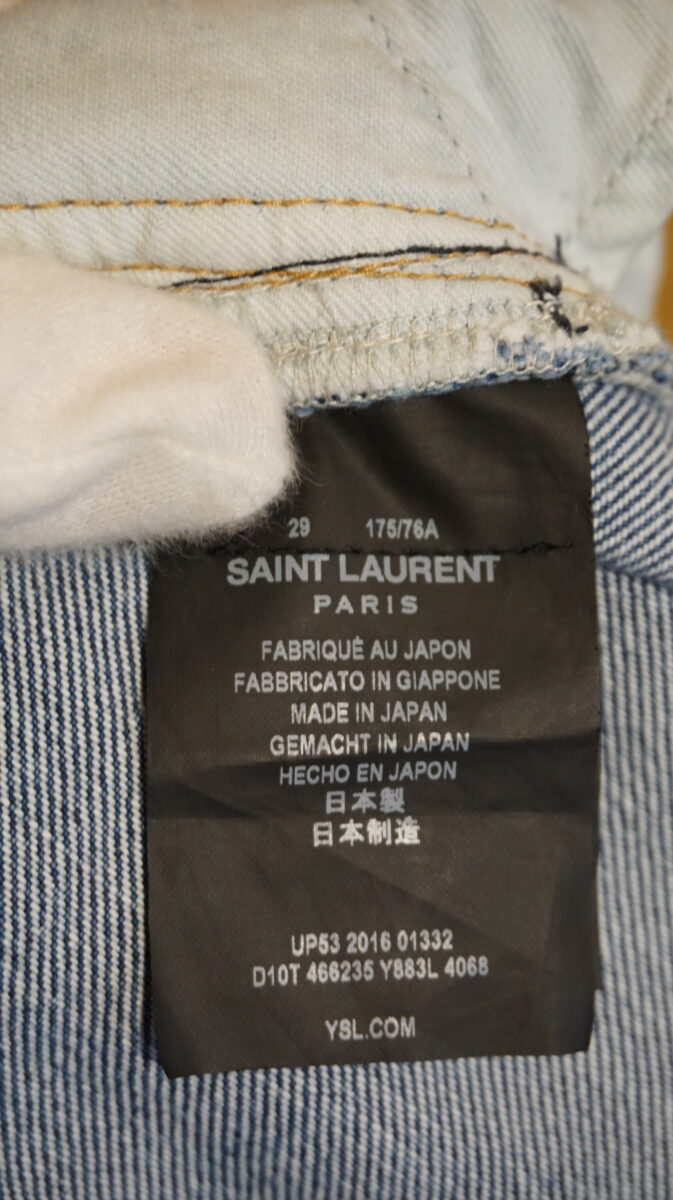 29 175/76A
SAINT LAURENT
PARIS
FABRIQUÉ AU JAPON
FABBRICATO IN GIAPPONE
MADE IN JAPAN
GEMACHT IN JAPAN
HECHO EN JAPON
日本製
日本制造
UP53 2016 01332
D10T 466235 Y883L 4068
YSL.COM